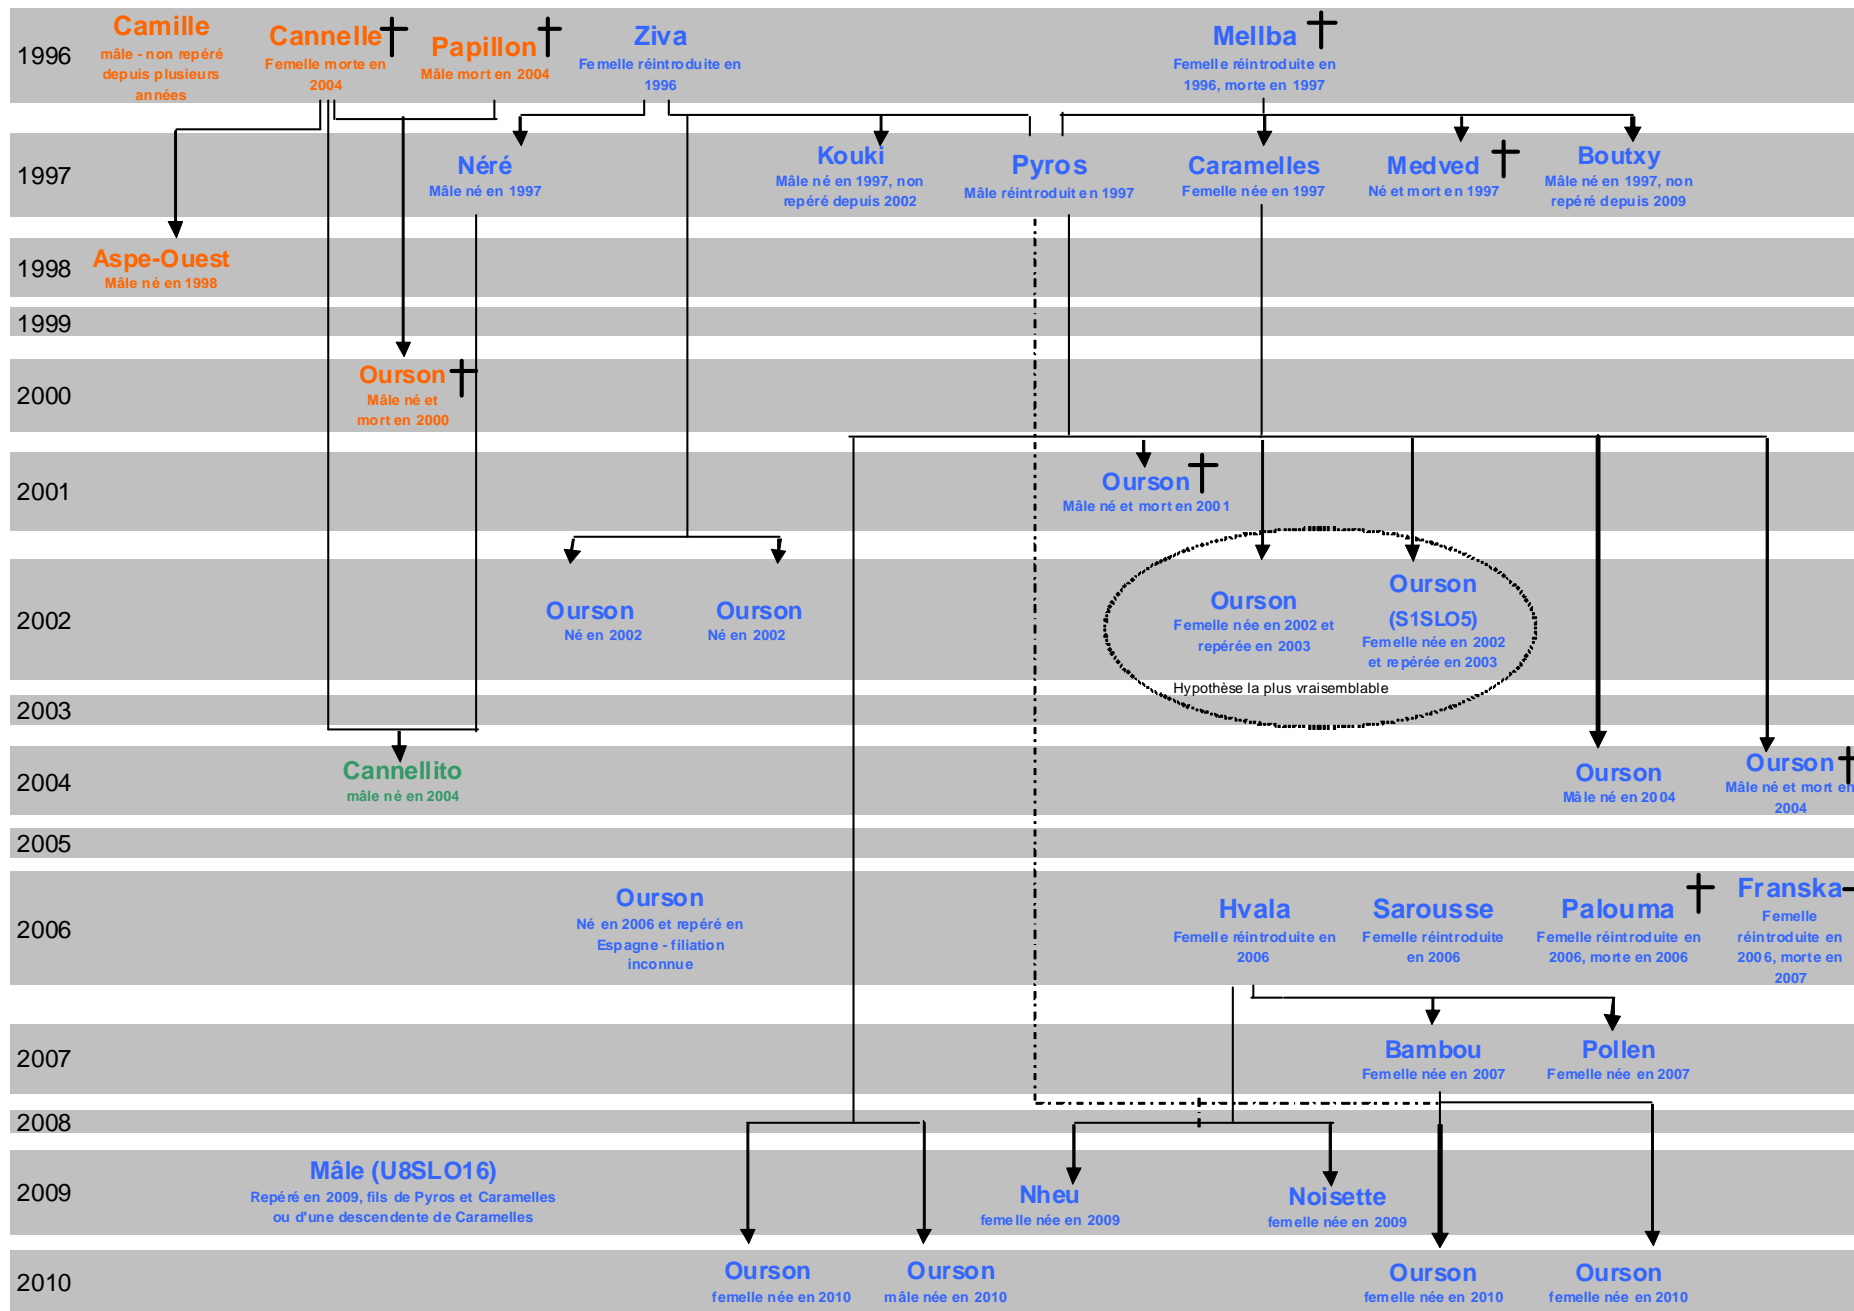 1996
Camille
mâle - non repéré
depuis plusieurs
années
Cannelle
Femelle morte en
2004
Papillon
Mâle mort en 2004
Ziva
Femelle réintroduite en
1996
Mellba
Femelle réintroduite en
1996, morte en 1997
1997
Néré
Mâle né en 1997
Kouki
Mâle né en 1997, non
repéré depuis 2002
Pyros
Mâle réintroduit en 1997
Caramelles
Femelle née en 1997
Medved
Né et mort en 1997
Boutxy
Mâle né en 1997, non
repéré depuis 2009
1998
Aspe-Ouest
Mâle né en 1998
1999
2000
Ourson
Mâle né et
mort en 2000
2001
Ourson
Mâle né et mort en 2001
2002
Ourson
Né en 2002
Ourson
Né en 2002
Ourson
Femelle née en 2002 et
repérée en 2003
Ourson
(S1SLO5)
Femelle née en 2002
et repérée en 2003
Hypothèse la plus vraisemblable
2003
2004
Cannellito
mâle né en 2004
Ourson
Mâle né en 2004
Ourson
Mâle né et mort en
2004
2005
2006
Ourson
Né en 2006 et repéré en
Espagne - filiation
inconnue
Hvala
Femelle réintroduite en
2006
Sarousse
Femelle réintroduite
en 2006
Palouma
Femelle réintroduite en
2006, morte en 2006
Franska
Femelle
réintroduite en
2006, morte en
2007
2007
Bambou
Femelle née en 2007
Pollen
Femelle née en 2007
2008
2009
Mâle (U8SLO16)
Repéré en 2009, fils de Pyros et Caramelles
ou d'une descendente de Caramelles
Nheu
femelle née en 2009
Noisette
femelle née en 2009
2010
Ourson
femelle née en 2010
Ourson
mâle née en 2010
Ourson
femelle née en 2010
Ourson
femelle née en 2010